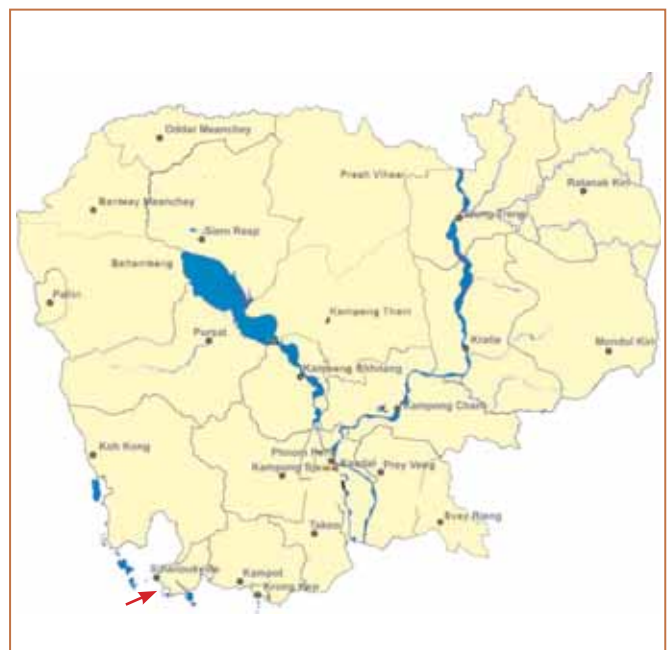 Oddar Meanchey
Preah Vihear
Ratanak Kiri
Banteay Meanchey
Stung Treng
Siem Reap
Battambang
Pailin
Kampong Thom
Pursat
Kratie
Mondul Kiri
Kampong Chhnang
Kampong Cham
Koh Kong
Phnom Penh
Kandal
Kampong Speu
Prey Veng
Svay Rieng
Takeo
Sihanoukville
Kampot
Krong Kep